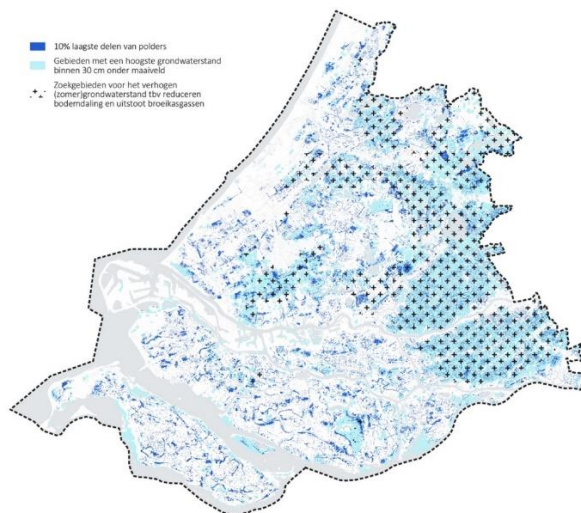 10% laagste delen van polders
Gebieden met een hoogste grondwaterstand
binnen 30 cm onder maaiveld
Zoekgebieden voor het verhogen
(zomer)grondwaterstand tbv reduceren
bodemdaling en uitstoot broeikasgassen